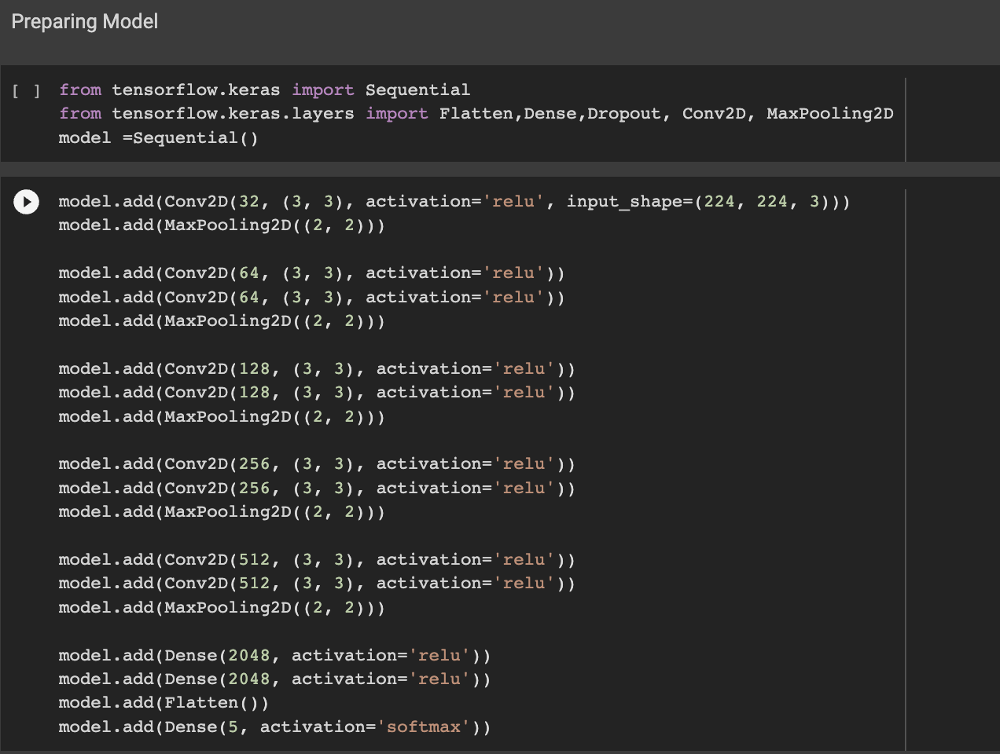 Preparing Model
[ ] from tensorflow.keras import Sequential
from tensorflow.keras.layers import Flatten,Dense,Dropout, Conv2D, MaxPooling2D
model =Sequential()
model.add(Conv2D(32, (3, 3), activation='relu', input_shape=(224, 224, 3)))
model.add(MaxPooling2D((2, 2)))
model.add(Conv2D(64, (3, 3), activation='relu'))
model.add(Conv2D(64, (3, 3), activation='relu'))
model.add(MaxPooling2D((2, 2)))
model.add(Conv2D(128, (3, 3), activation='relu'))
model.add(Conv2D(128, (3, 3), activation='relu'))
model.add(MaxPooling2D((2, 2)))
model.add(Conv2D(256, (3, 3), activation='relu'))
model.add(Conv2D(256, (3, 3), activation='relu'))
model.add(MaxPooling2D((2, 2)))
model.add(Conv2D(512, (3, 3), activation='relu'))
model.add(Conv2D(512, (3, 3), activation='relu'))
model.add(MaxPooling2D((2, 2)))
model.add(Dense(2048, activation='relu'))
model.add(Dense(2048, activation='relu'))
model.add(Flatten())
model.add(Dense(5, activation='softmax'))